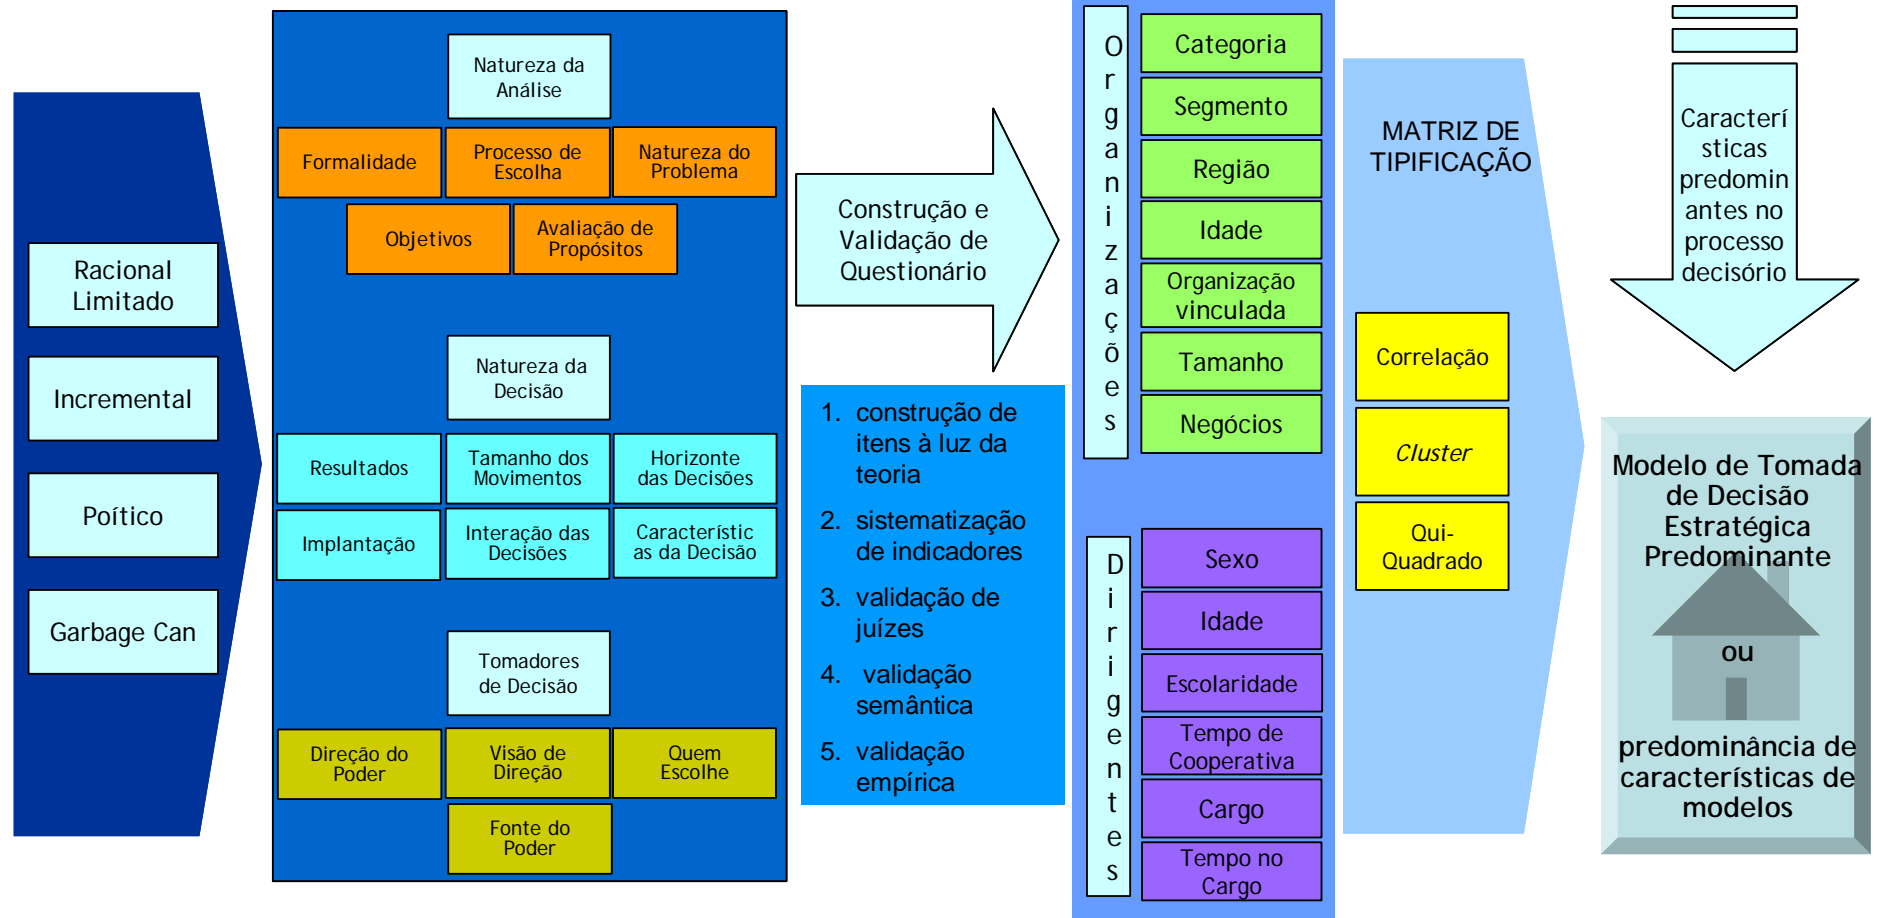 Racional
Limitado
Incremental
Poítico
Garbage Can
Natureza da
Análise
Formalidade
Processo de
Escolha
Natureza do
Problema
Objetivos
Avaliação de
Propósitos
Natureza da
Decisão
Resultados
Tamanho dos
Movimentos
Horizonte
das Decisões
Implantação
Interação das
Decisões
Característic
as da Decisão
Tomadores
de Decisão
Direção do
Poder
Visão de
Direção
Quem
Escolhe
Fonte do
Poder
Construção e
Validação de
Questionário
1. construção de
itens à luz da
teoria
2. sistematização
de indicadores
3. validação de
juízes
4. validação
semântica
5. validação
empírica
O
r
g
a
n
i
z
a
ç
õ
e
s
Categoria
Segmento
Região
Idade
Organização
vinculada
Tamanho
Negócios
D
i
r
i
g
e
n
t
e
s
Sexo
Idade
Escolaridade
Tempo de
Cooperativa
Cargo
Tempo no
Cargo
MATRIZ DE
TIPIFICAÇÃO
Correlação
Cluster
Qui-
Quadrado
Caracterí
sticas
predomin
antes no
processo
decisório
Modelo de Tomada
de Decisão
Estratégica
Predominante
ou
predominância de
características de
modelos